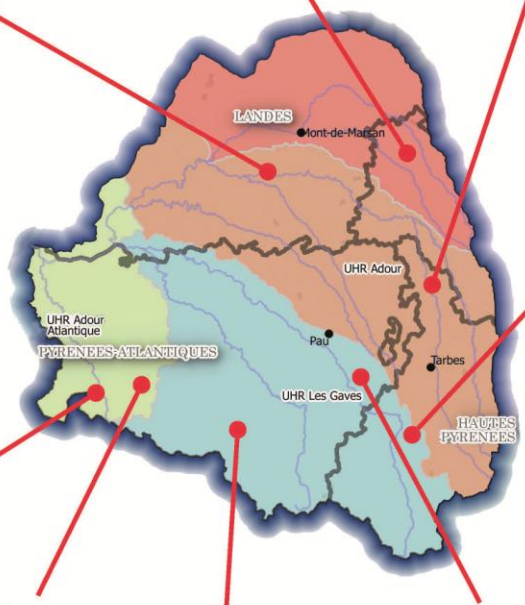 LANDES
Mont-de-Marsan
UHR Adour
UHR Adour
Atlantique
Pau
PYRENEES-ATLANTIQUES
Tarbes
UHR Les Gaves
HAUTES
PYRENEES